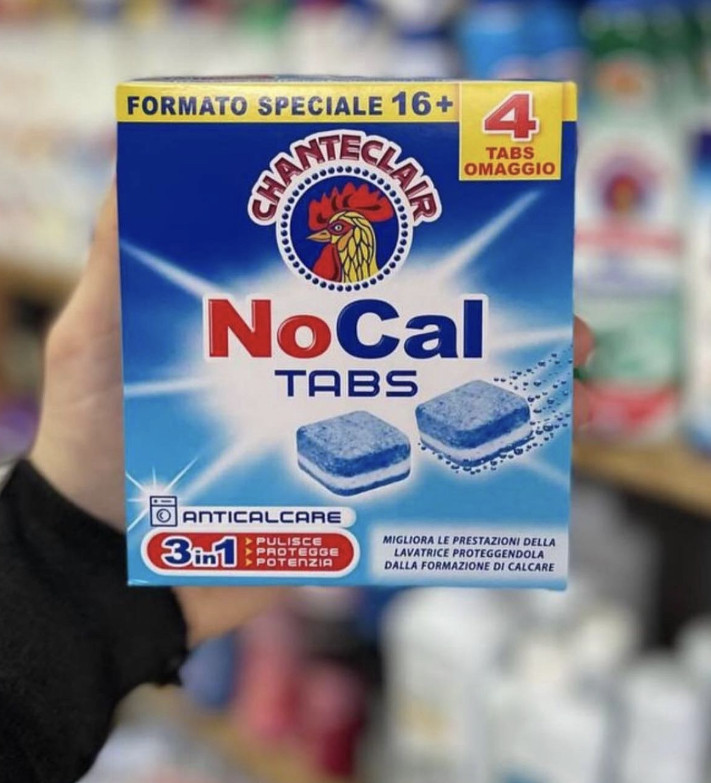 FORMATO SPECIALE 16+
4
TABS
OMAGGIO
CHANTECLAIR
NoCal
TABS
ANTICALCARE
3in1
PULISCE
PROTEGGE
POTENZIA
MIGLIORA LE PRESTAZIONI DELLA
LAVATRICE PROTEGGENDOLA
DALLA FORMAZIONE DI CALCARE